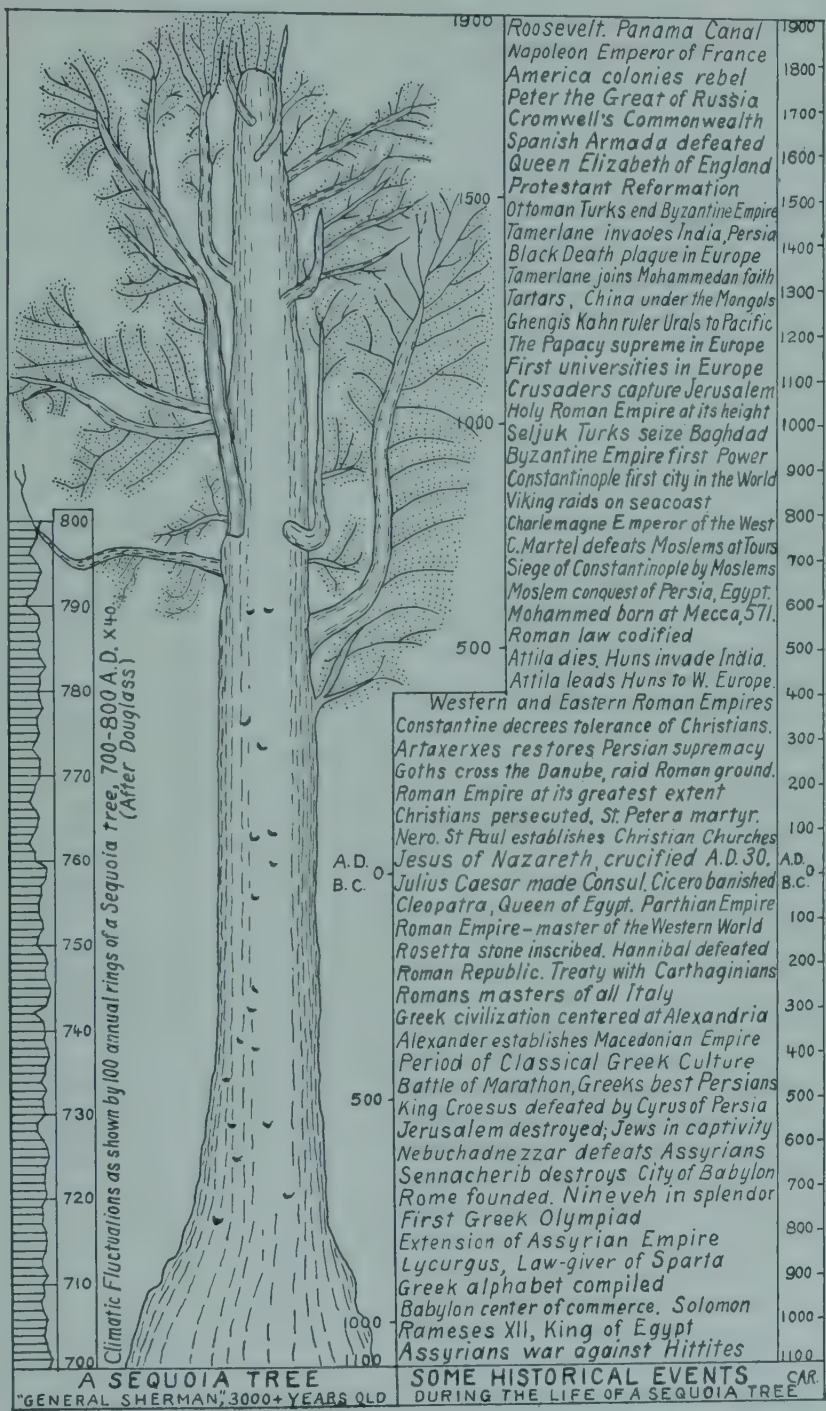 1900
Roosevelt. Panama Canal
Napoleon Emperor of France
America colonies rebel
Peter the Great of Russia
Cromwell's Commonwealth
Spanish Armada defeated
Queen Elizabeth of England
Protestant Reformation
Ottoman Turks end Byzantine Empire
Tamerlane invades India, Persia
Black Death plague in Europe
Tamerlane joins Mohammedan faith
Tartars, China under the Mongols
Ghengis Kahn ruler Urals to Pacific
The Papacy supreme in Europe
First universities in Europe
Crusaders capture Jerusalem
Holy Roman Empire at its height
Seljuk Turks seize Baghdad
Byzantine Empire first Power
Constantinople first city in the World
Viking raids on seacoast
Charlemagne Emperor of the West
C. Martel defeats Moslems at Tours
Siege of Constantinople by Moslems
Moslem conquest of Persia, Egypt.
Mohammed born at Mecca, 571.
Roman law codified
Attila dies, Huns invade India.
Attila leads Huns to W. Europe.
Western and Eastern Roman Empires
Constantine decrees tolerance of Christians.
Artaxerxes restores Persian supremacy
Goths cross the Danube, raid Roman ground.
Roman Empire at its greatest extent
Christians persecuted, St. Peter a martyr.
Nero. St Paul establishes Christian Churches
Jesus of Nazareth, crucified A.D. 30.
Julius Caesar made Consul. Cicero banished
Cleopatra, Queen of Egypt. Parthian Empire
Roman Empire – master of the Western World
Rosetta stone inscribed. Hannibal defeated
Roman Republic. Treaty with Carthaginians
Romans masters of all Italy
Greek civilization centered at Alexandria
Alexander establishes Macedonian Empire
Period of Classical Greek Culture
Battle of Marathon, Greeks best Persians
King Croesus defeated by Cyrus of Persia
Jerusalem destroyed; Jews in captivity
Nebuchadnezzar defeats Assyrians
Sennacherib destroys City of Babylon
Rome founded. Nineveh in splendor
First Greek Olympiad
Extension of Assyrian Empire
Lycurgus, Law-giver of Sparta
Greek alphabet compiled
Babylon center of commerce. Solomon
Rameses XII, King of Egypt
Assyrians war against Hittites
1900
1800
1700
1600
1500
1400
1300
1200
1100
1000
900
800
700
600
500
400
300
200
100
A.D.
0
B.C.
100
200
300
400
500
600
700
800
900
1000
1100
1500
1000
500
A.D.
0
B.C.
500
1000
1100
800
790
780
770
760
750
740
730
720
710
700
Climatic Fluctuations as shown by 100 annual rings of a Sequoia tree, 700-800 A.D. x40.
(After Douglass)
A SEQUOIA TREE
"GENERAL SHERMAN", 3000+ YEARS OLD
SOME HISTORICAL EVENTS
DURING THE LIFE OF A SEQUOIA TREE
CAR.